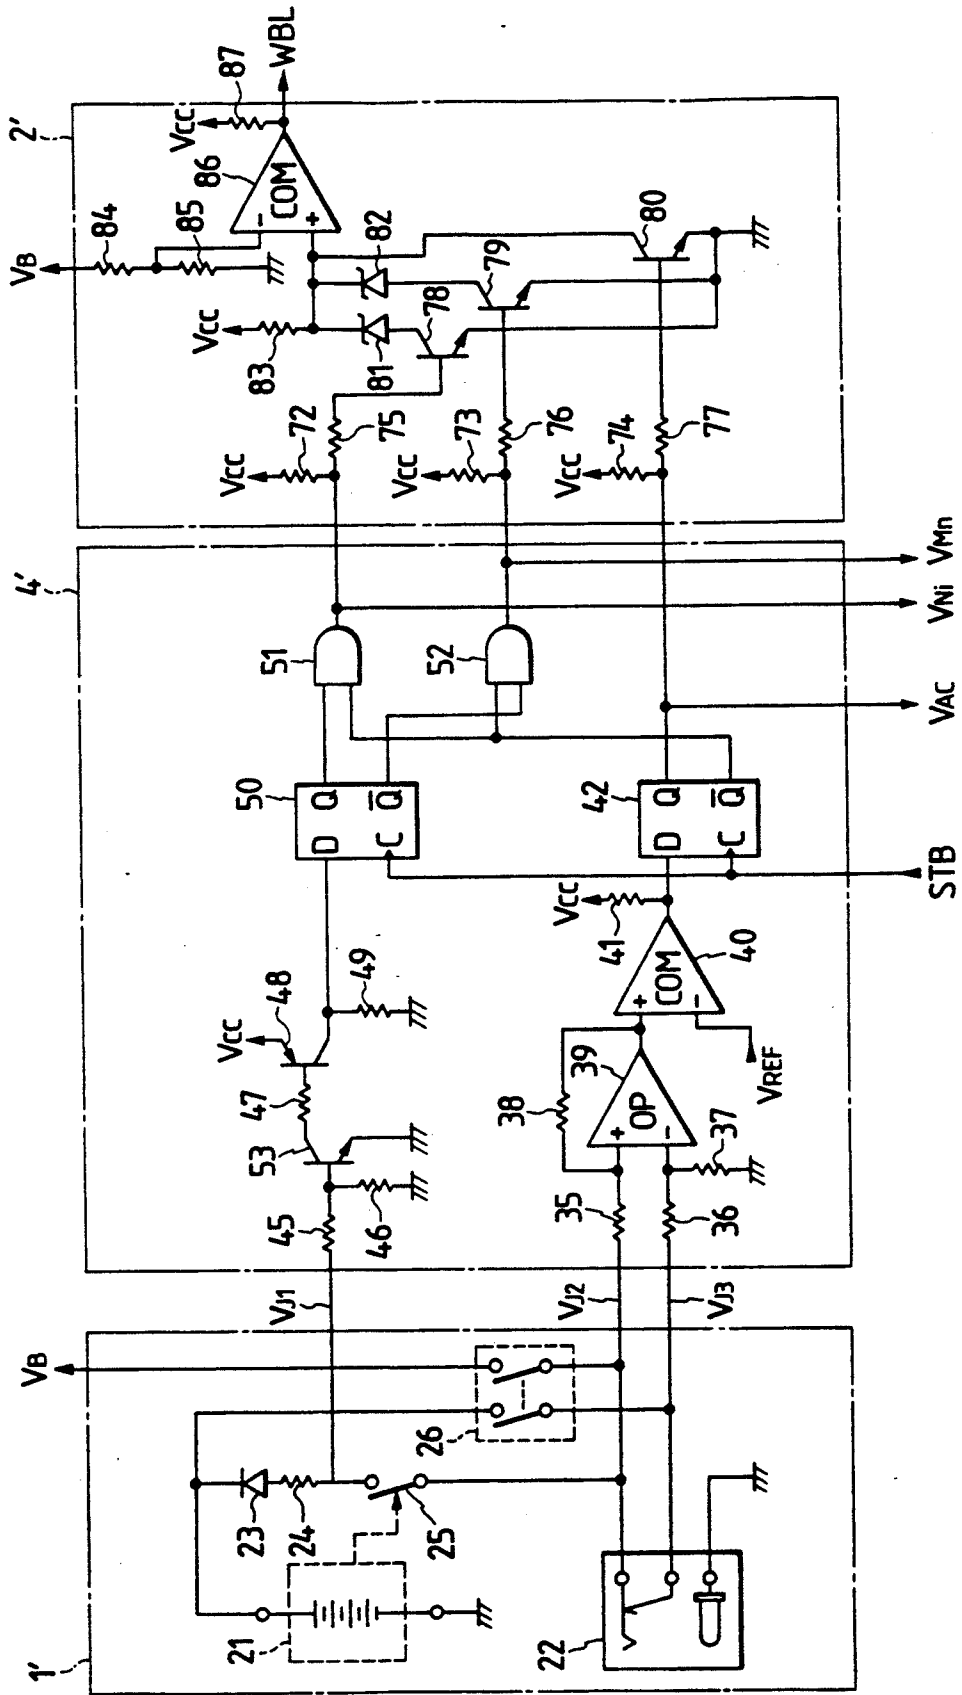 1'
21
22
23
24
25
26
VB
VJ1
VJ2
VJ3
4'
45
46
53
47
VCC
48
49
35
36
37
38
39
OP
+
−
VREF
COM
+
−
40
41
VCC
STB
50
D
Q
C
Q̅
42
D
Q
C
Q̅
51
52
VAC
VNi
VMn
2'
VCC
72
75
VCC
73
76
VCC
74
77
VCC
83
81
78
82
79
80
VB
84
85
86
COM
−
+
VCC
87
WBL